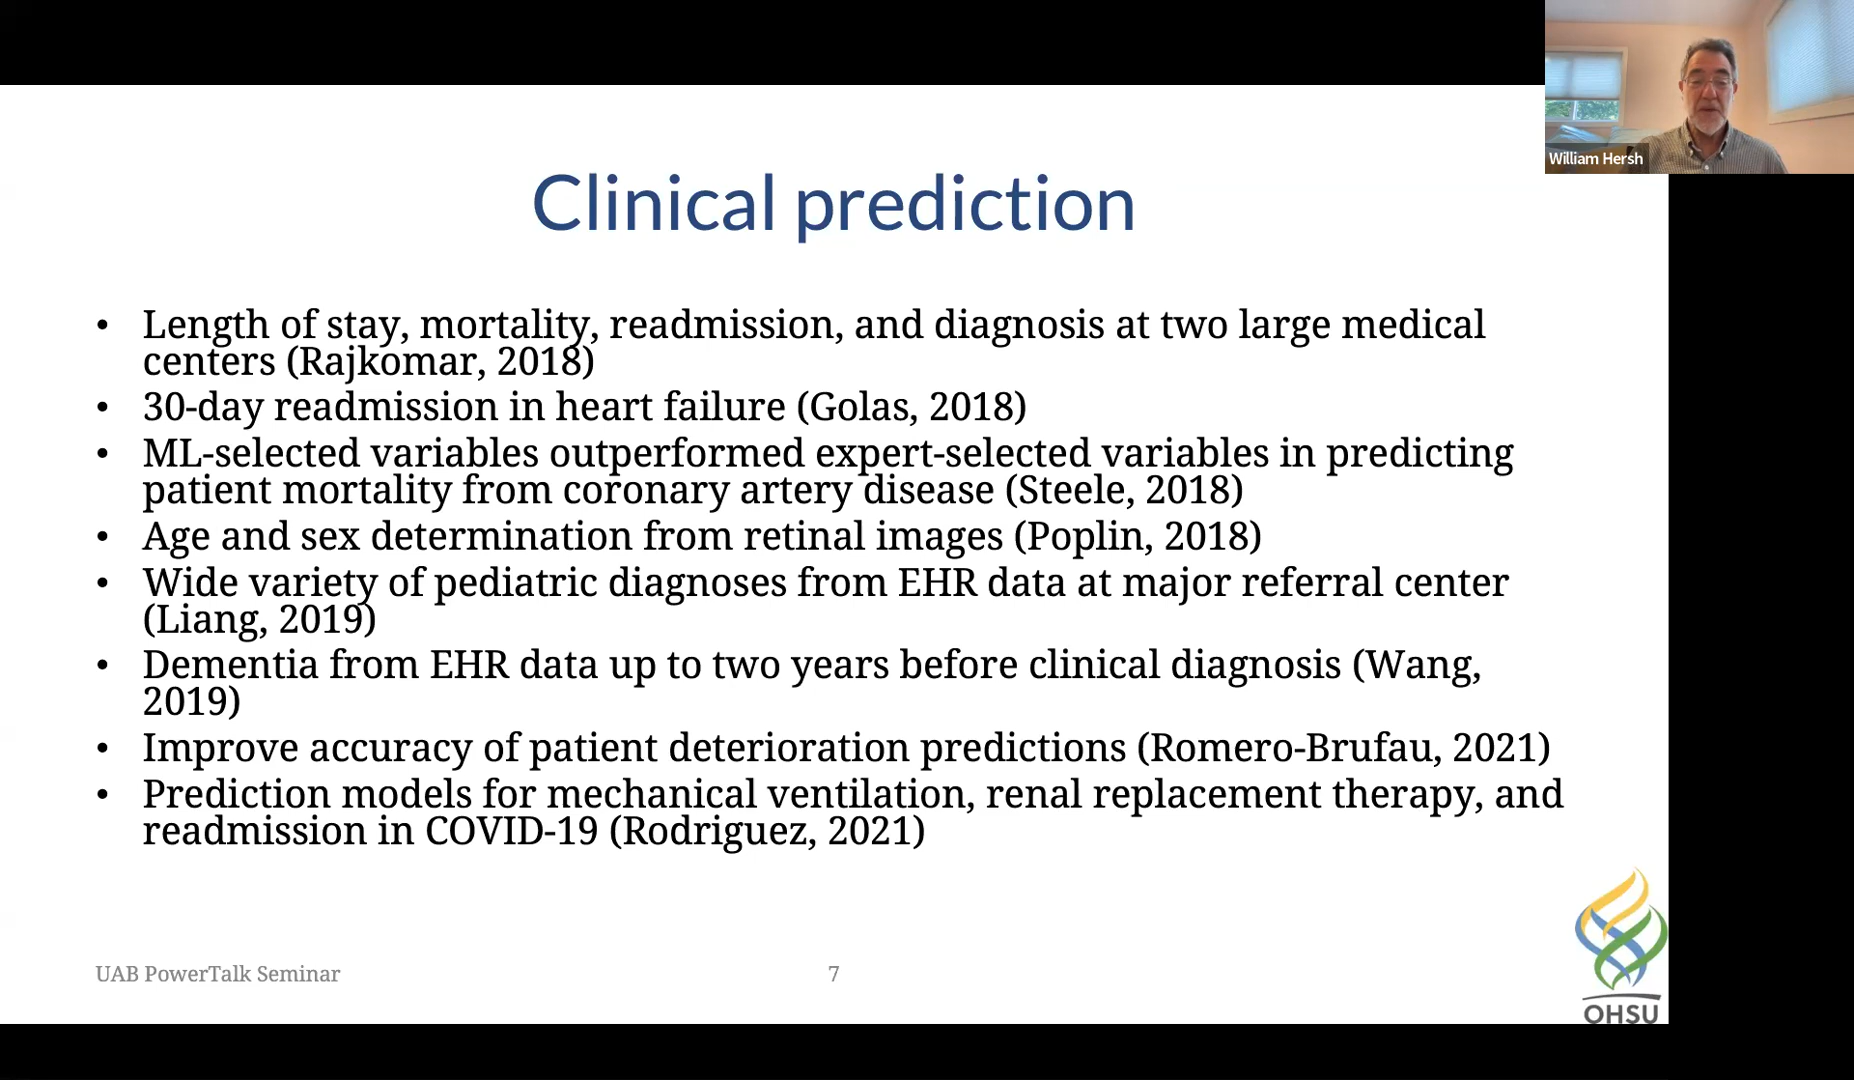 William Hersh
Clinical prediction
• Length of stay, mortality, readmission, and diagnosis at two large medical
centers (Rajkomar, 2018)
• 30-day readmission in heart failure (Golas, 2018)
• ML-selected variables outperformed expert-selected variables in predicting
patient mortality from coronary artery disease (Steele, 2018)
• Age and sex determination from retinal images (Poplin, 2018)
• Wide variety of pediatric diagnoses from EHR data at major referral center
(Liang, 2019)
• Dementia from EHR data up to two years before clinical diagnosis (Wang,
2019)
• Improve accuracy of patient deterioration predictions (Romero-Brufau, 2021)
• Prediction models for mechanical ventilation, renal replacement therapy, and
readmission in COVID-19 (Rodriguez, 2021)
UAB PowerTalk Seminar
7
OHSU